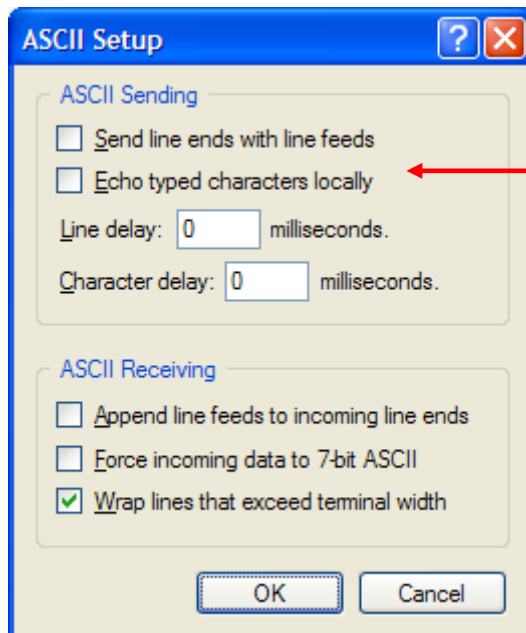 ASCII Setup
ASCII Sending
Send line ends with line feeds
Echo typed characters locally
Line delay: 0 milliseconds.
Character delay: 0 milliseconds.
ASCII Receiving
Append line feeds to incoming line ends
Force incoming data to 7-bit ASCII
Wrap lines that exceed terminal width
OK Cancel